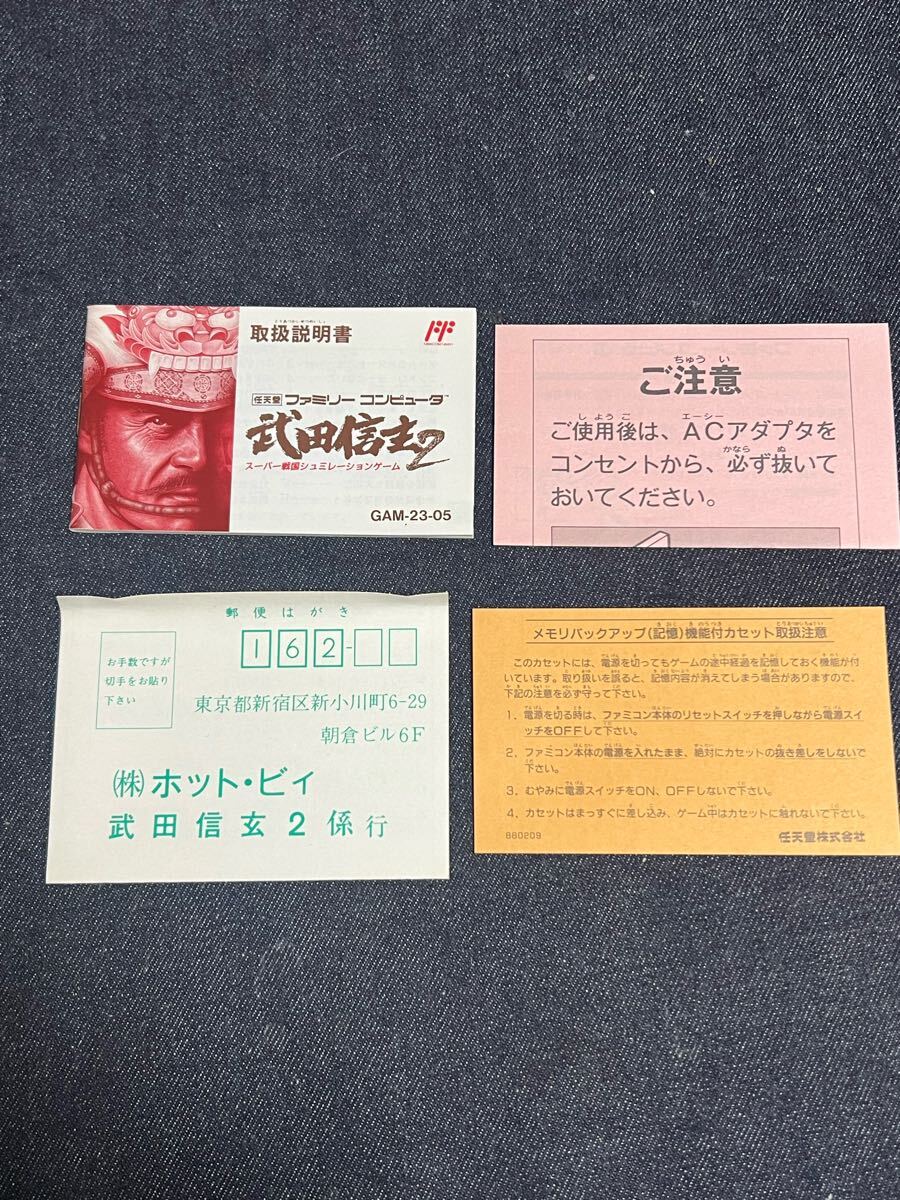 取扱説明書
任天堂 ファミリー コンピュータ™
武田信玄2
スーパー戦国シュミレーションゲーム
GAM-23-05
ご注意
ご使用後は、ACアダプタを
コンセントから、必ず抜いて
おいてください。
郵便はがき
162-
お手数ですが
切手をお貼り
下さい
東京都新宿区新小川町6-29
朝倉ビル6F
(株)ホット・ビィ
武田信玄2係行
メモリバックアップ(記憶)機能付カセット取扱注意
このカセットには、電源を切ってもゲームの途中経過を記憶しておく機能が付
いています。取り扱いを誤ると、記憶内容が消えてしまう場合がありますので、
下記の注意を必ず守って下さい。
1. 電源を切る時は、ファミコン本体のリセットスイッチを押しながら電源スイ
ッチをOFFして下さい。
2. ファミコン本体の電源を入れたまま、絶対にカセットの抜き差しをしないで
下さい。
3. むやみに電源スイッチをON、OFFしないで下さい。
4. カセットはまっすぐに差し込み、ゲーム中はカセットに触れないで下さい。
880209
任天堂株式会社